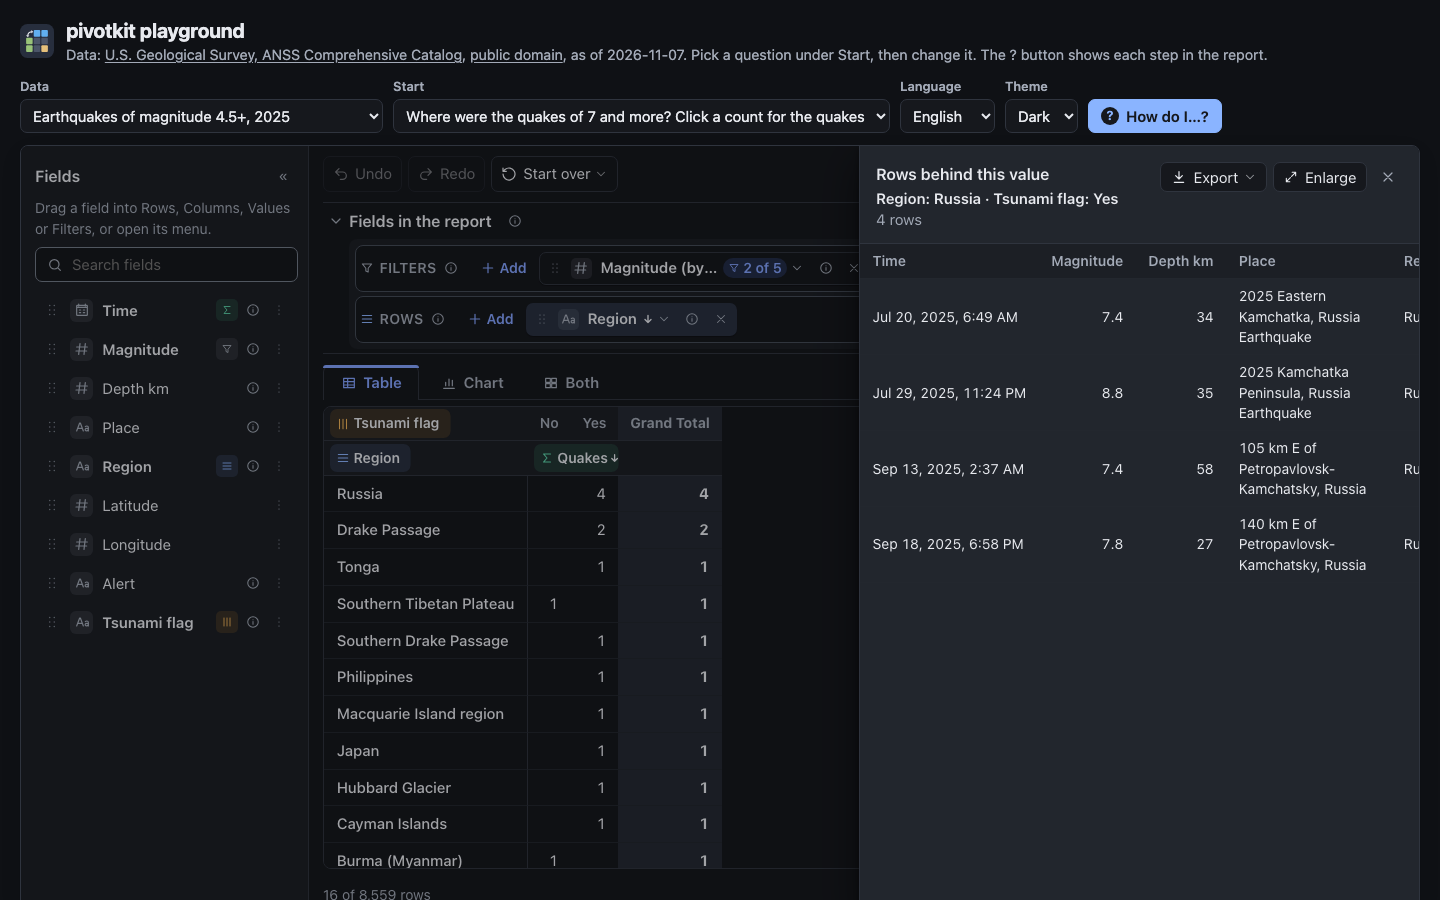 pivotkit playground
Data: U.S. Geological Survey, ANSS Comprehensive Catalog, public domain, as of 2026-11-07. Pick a question under Start, then change it. The ? button shows each step in the report.
Data
Start
Language
Theme
Earthquakes of magnitude 4.5+, 2025
Where were the quakes of 7 and more? Click a count for the quakes
English
Dark
? How do I...?
Fields «
Drag a field into Rows, Columns, Values
or Filters, or open its menu.
Search fields
Time Σ
# Magnitude
# Depth km
Aa Place
Aa Region
# Latitude
# Longitude
Aa Alert
Aa Tsunami flag
Undo
Redo
Start over
Fields in the report
FILTERS + Add # Magnitude (by... 2 of 5
ROWS + Add Aa Region ↓
Table
Chart
Both
Tsunami flag No Yes Grand Total
Region Σ Quakes ↓
Russia 4 4
Drake Passage 2 2
Tonga 1 1
Southern Tibetan Plateau 1 1
Southern Drake Passage 1 1
Philippines 1 1
Macquarie Island region 1 1
Japan 1 1
Hubbard Glacier 1 1
Cayman Islands 1 1
Burma (Myanmar) 1 1
16 of 8,559 rows
Rows behind this value
Export
Enlarge
Region: Russia · Tsunami flag: Yes
4 rows
Time Magnitude Depth km Place Re
Jul 20, 2025, 6:49 AM 7.4 34 2025 Eastern
Kamchatka, Russia
Earthquake
Ru
Jul 29, 2025, 11:24 PM 8.8 35 2025 Kamchatka
Peninsula, Russia
Earthquake
Ru
Sep 13, 2025, 2:37 AM 7.4 58 105 km E of
Petropavlovsk-
Kamchatsky, Russia
Ru
Sep 18, 2025, 6:58 PM 7.8 27 140 km E of
Petropavlovsk-
Kamchatsky, Russia
Ru